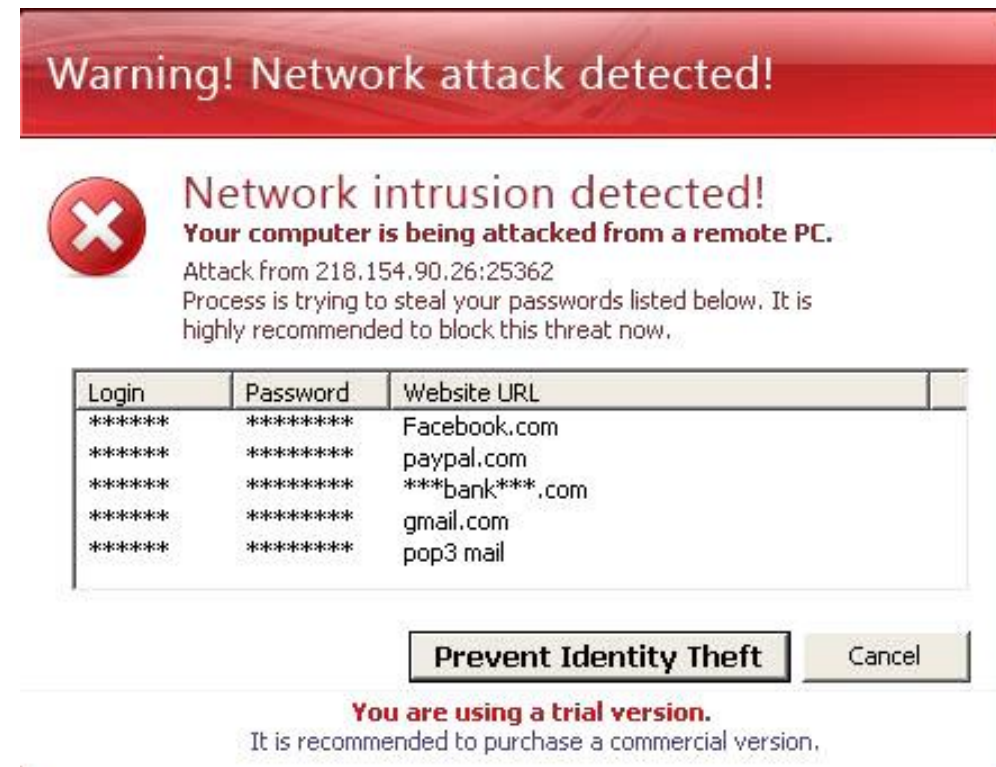 Warning! Network attack detected!
Network intrusion detected!
Your computer is being attacked from a remote PC.
Attack from 218.154.90.26:25362
Process is trying to steal your passwords listed below. It is
highly recommended to block this threat now.
Login Password Website URL
****** ******** Facebook.com
****** ******** paypal.com
****** ******** ***bank***.com
****** ******** gmail.com
****** ******** pop3 mail
Prevent Identity Theft Cancel
You are using a trial version.
It is recommended to purchase a commercial version.